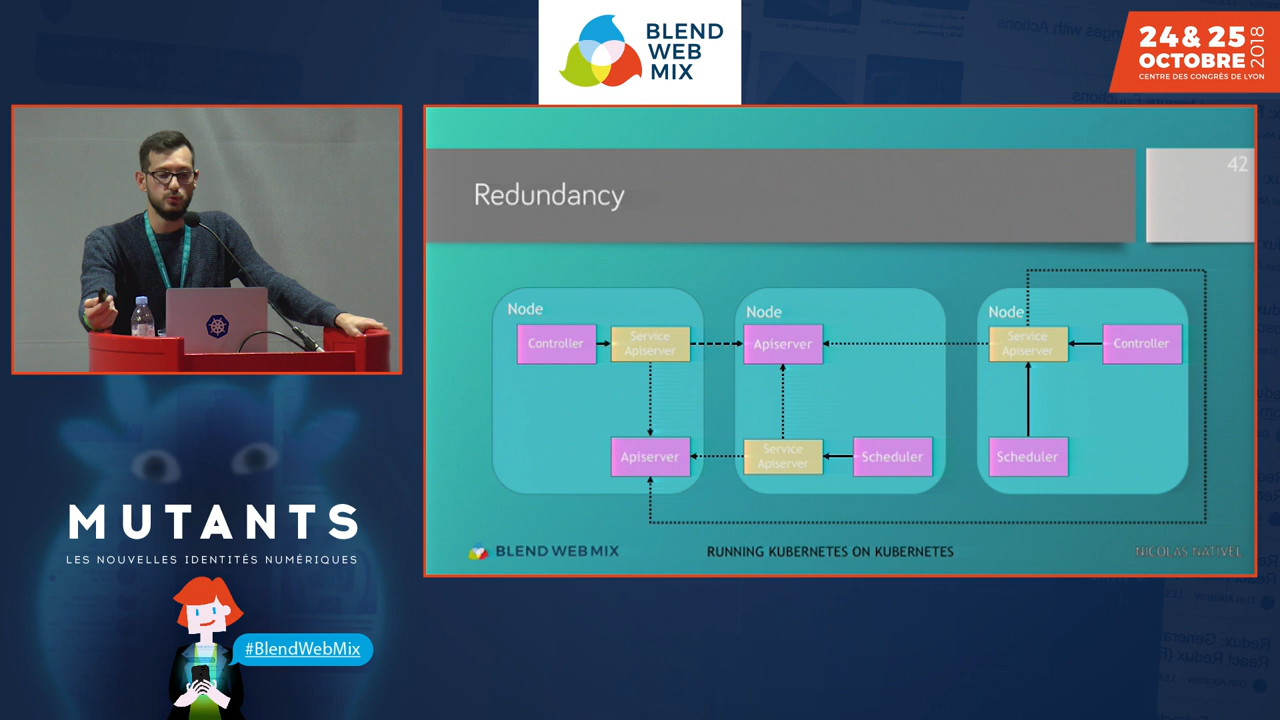 BLEND
WEB
MIX
24 & 25
OCTOBRE
2018
CENTRE DES CONGRÈS DE LYON
42
Redundancy
Node
Controller
Service
Apiserver
Apiserver
Node
Apiserver
Service
Apiserver
Scheduler
Node
Service
Apiserver
Controller
Scheduler
BLEND WEB MIX
RUNNING KUBERNETES ON KUBERNETES
NICOLAS NATIVEL
MUTANTS
LES NOUVELLES IDENTITÉS NUMÉRIQUES
#BlendWebMix